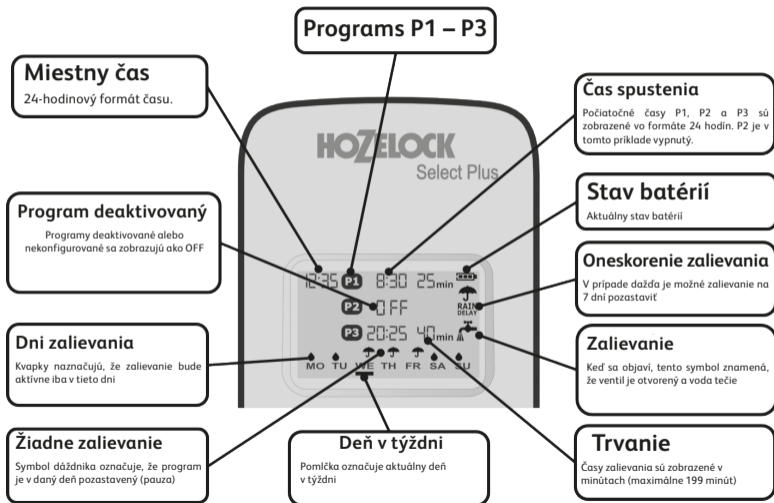 Programs P1 – P3
Miestny čas
24-hodinový formát času.
Čas spustenia
Počiatočné časy P1, P2 a P3 sú
zobrazené vo formáte 24 hodín. P2 je v
tomto príklade vypnutý.
HOZELOCK
Select Plus
Stav batérií
Aktuálny stav batérií
Program deaktivovaný
Programy deaktivované alebo
nekonfigurované sa zobrazujú ako OFF
Oneskorenie zalievania
V prípade dažďa je možné zalievanie na
7 dní pozastaviť
12:35 P1 8:30 25min
P2 OFF
RAIN
DELAY
P3 20:25 40min
MO TU WE TH FR SA SU
Dni zalievania
Kvapky naznačujú, že zalievanie bude
aktívne iba v tieto dni
Zalievanie
Keď sa objaví, tento symbol znamená,
že ventil je otvorený a voda tečie
Žiadne zalievanie
Symbol dáždnika označuje, že program
je v daný deň pozastavený (pauza)
Deň v týždni
Pomlčka označuje aktuálny deň
v týždni
Trvanie
Časy zalievania sú zobrazené v
minútach (maximálne 199 minút)